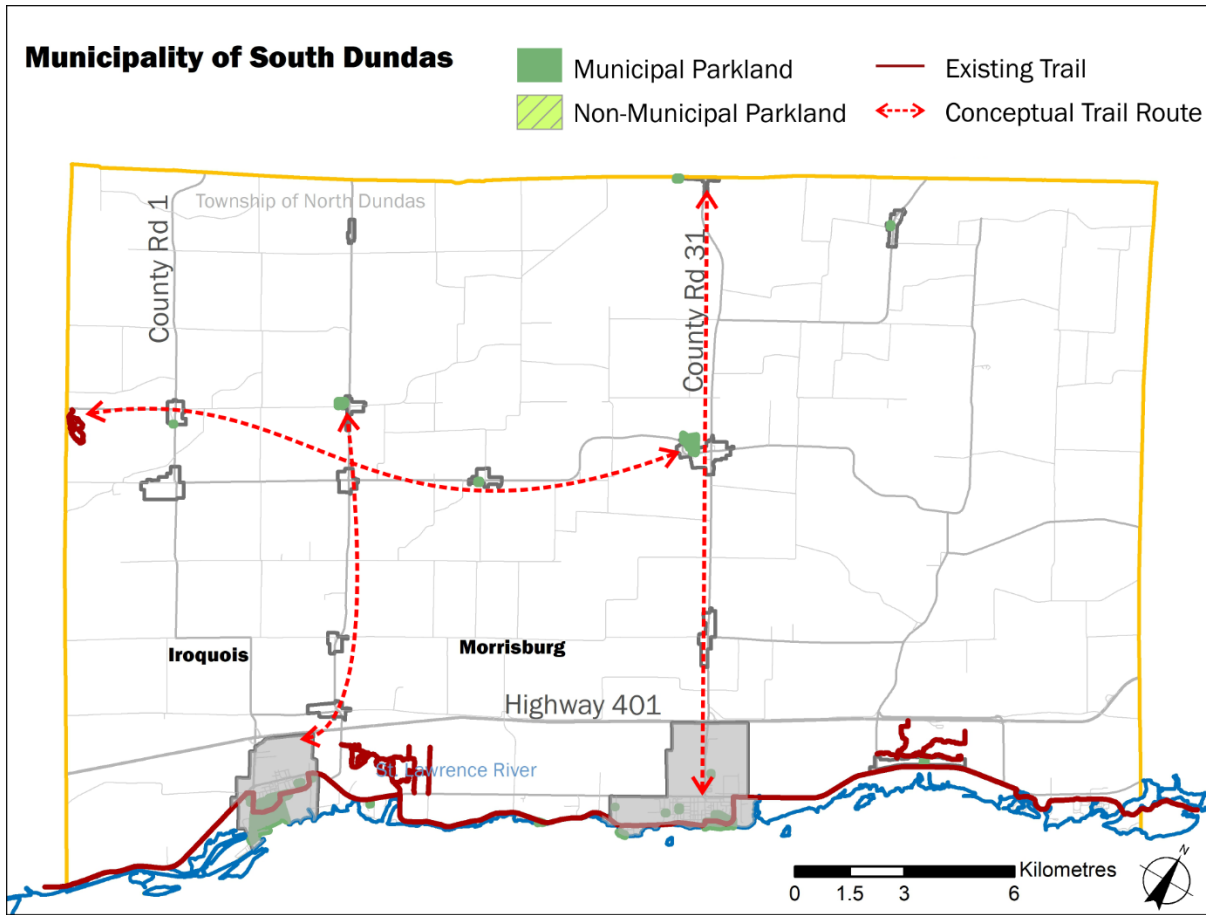 Municipality of South Dundas
Municipal Parkland
Non-Municipal Parkland
Existing Trail
Conceptual Trail Route
Township of North Dundas
County Rd 1
County Rd 31
Iroquois
Morrisburg
Highway 401
St. Lawrence River
Kilometres
0 1.5 3 6
N